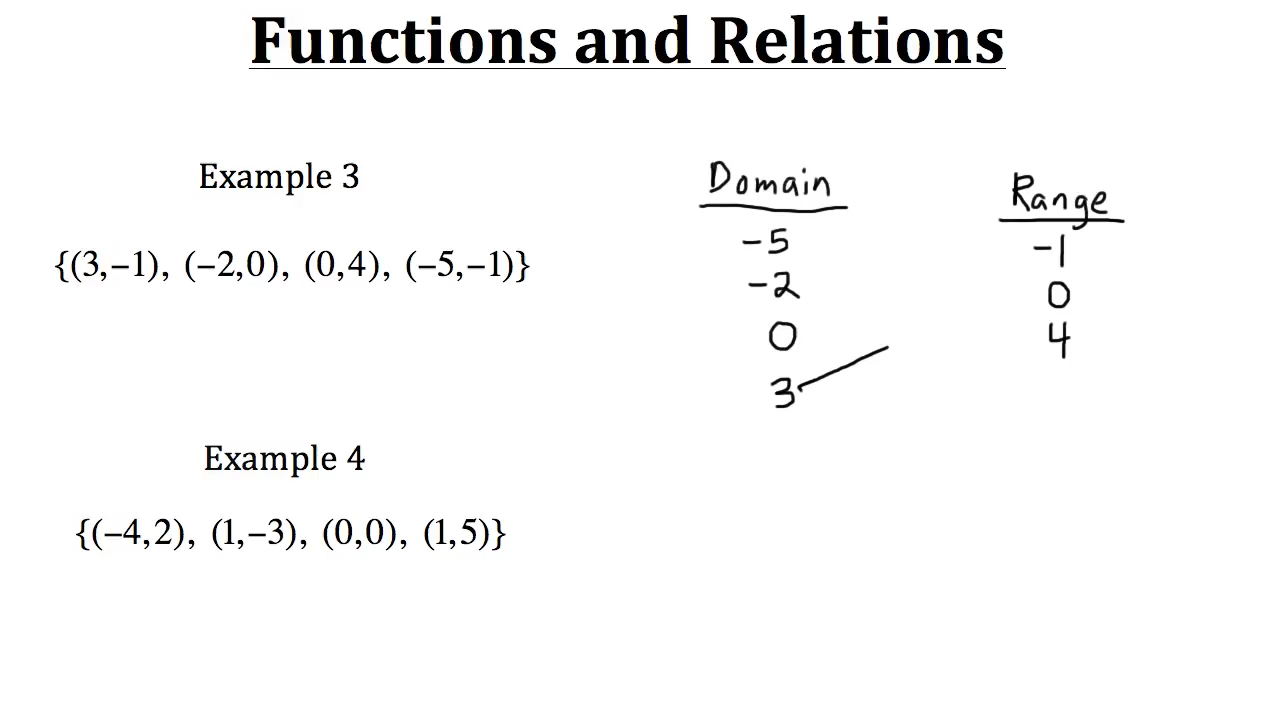 Functions and Relations
Example 3
{(3,−1), (−2,0), (0,4), (−5,−1)}
Example 4
{(−4,2), (1,−3), (0,0), (1,5)}
Domain
−5
−2
0
3
Range
−1
0
4